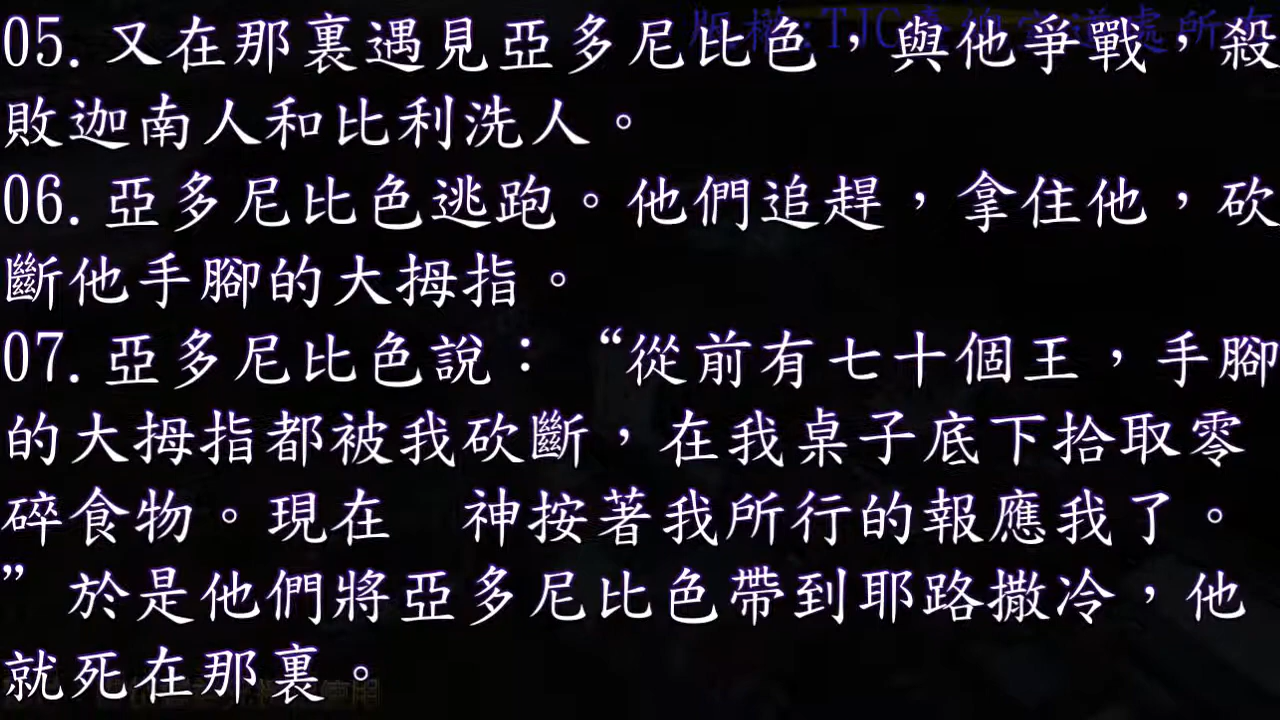 05. 又在那裏遇見亞多尼比色，與他爭戰，殺
敗迦南人和比利洗人。
06. 亞多尼比色逃跑。他們追趕，拿住他，砍
斷他手腳的大拇指。
07. 亞多尼比色說：“從前有七十個王，手腳
的大拇指都被我砍斷，在我桌子底下拾取零
碎食物。現在　神按著我所行的報應我了。
”於是他們將亞多尼比色帶到耶路撒冷，他
就死在那裏。